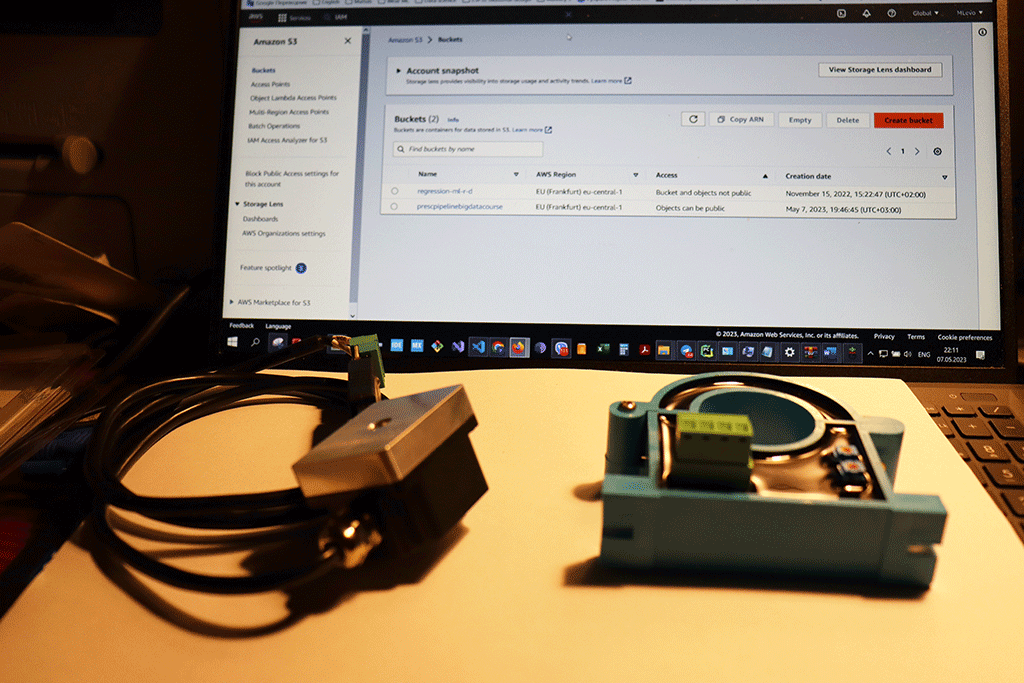 aws
Services
IAM
Global
Amazon S3
Amazon S3 > Buckets
Buckets
Access Points
Object Lambda Access Points
Multi-Region Access Points
Batch Operations
IAM Access Analyzer for S3
Block Public Access settings for
this account
Storage Lens
Dashboards
AWS Organizations settings
Feature spotlight 3
AWS Marketplace for S3
Account snapshot
Storage lens provides visibility into storage usage and activity trends. Learn more
View Storage Lens dashboard
Buckets (2) Info
Buckets are containers for data stored in S3. Learn more
Copy ARN
Empty
Delete
Create bucket
Find buckets by name
1
Name AWS Region Access Creation date
regression-ml-r-d EU (Frankfurt) eu-central-1 Bucket and objects not public November 15, 2022, 15:22:47 (UTC+02:00)
prescpipelinebigdatacourse EU (Frankfurt) eu-central-1 Objects can be public May 7, 2023, 19:46:45 (UTC+03:00)
Feedback Language
© 2023, Amazon Web Services, Inc. or its affiliates. Privacy Terms Cookie preferences
ENG
22:11
07.05.2023